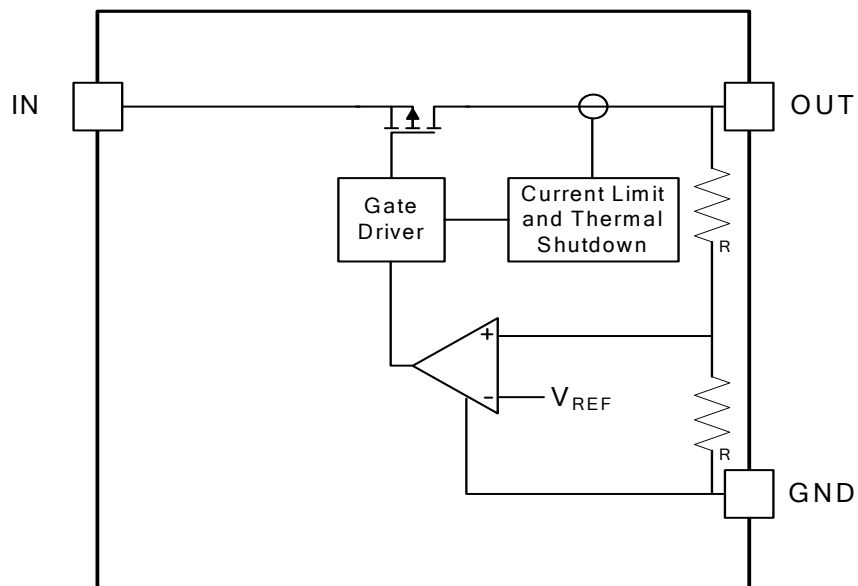 IN
OUT
Gate
Driver
Current Limit
and Thermal
Shutdown
R
+
−
VREF
R
GND